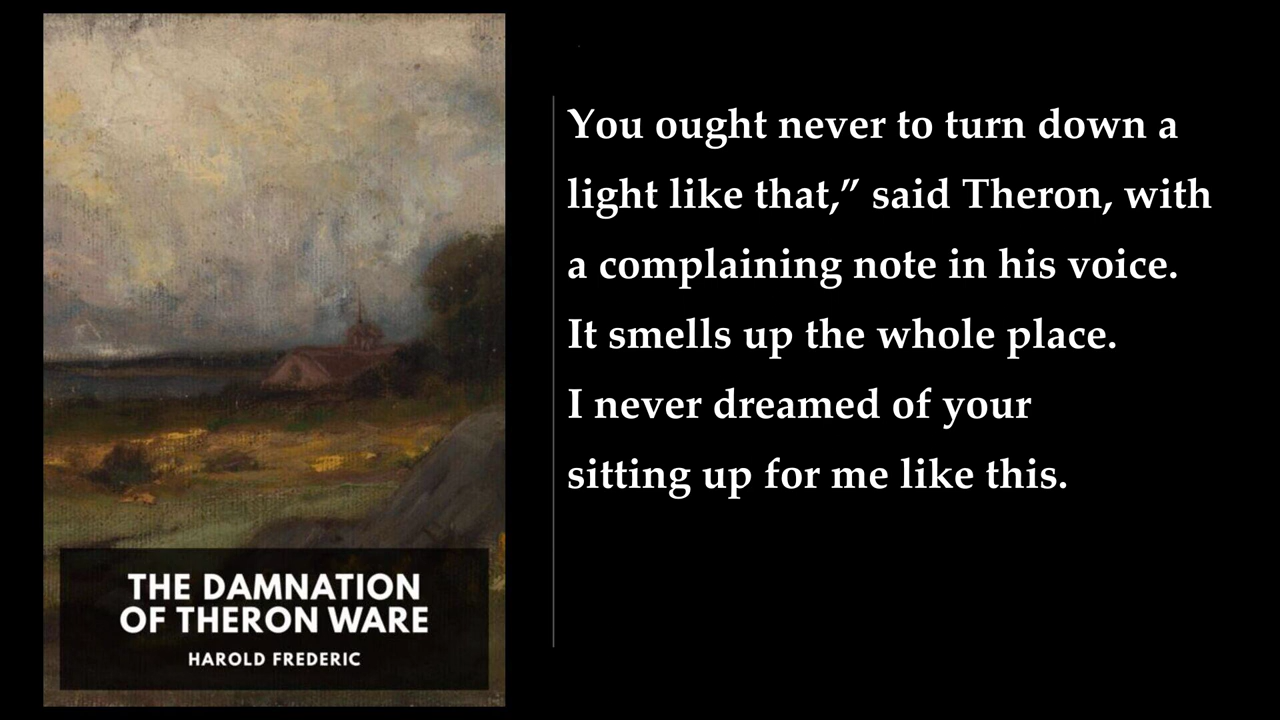 You ought never to turn down a
light like that,” said Theron, with
a complaining note in his voice.
It smells up the whole place.
I never dreamed of your
sitting up for me like this.
THE DAMNATION
OF THERON WARE
HAROLD FREDERIC